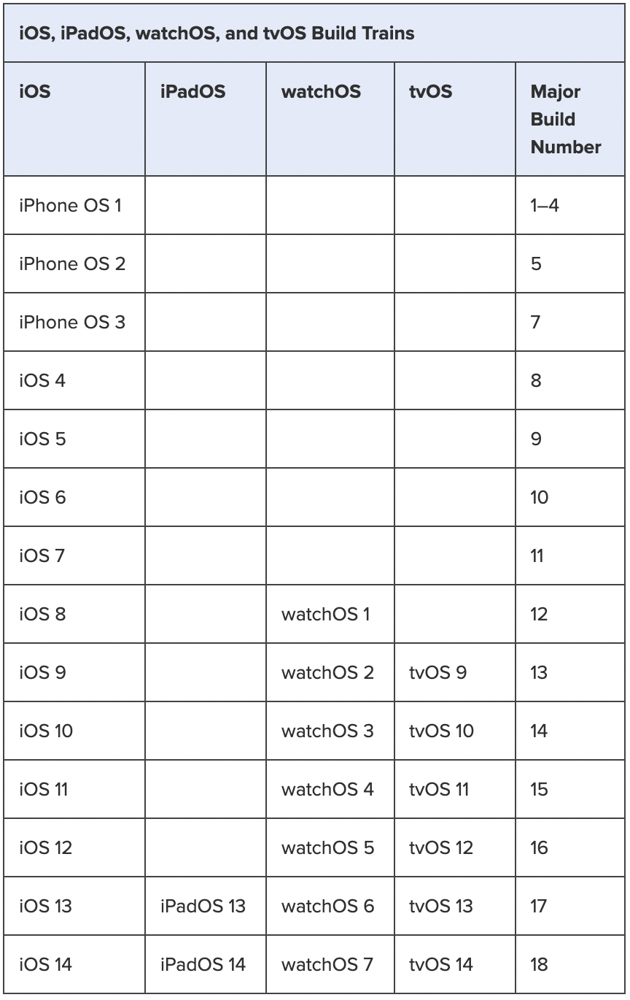 iOS, iPadOS, watchOS, and tvOS Build Trains
iOS iPadOS watchOS tvOS Major Build Number
iPhone OS 1 1–4
iPhone OS 2 5
iPhone OS 3 7
iOS 4 8
iOS 5 9
iOS 6 10
iOS 7 11
iOS 8 watchOS 1 12
iOS 9 watchOS 2 tvOS 9 13
iOS 10 watchOS 3 tvOS 10 14
iOS 11 watchOS 4 tvOS 11 15
iOS 12 watchOS 5 tvOS 12 16
iOS 13 iPadOS 13 watchOS 6 tvOS 13 17
iOS 14 iPadOS 14 watchOS 7 tvOS 14 18